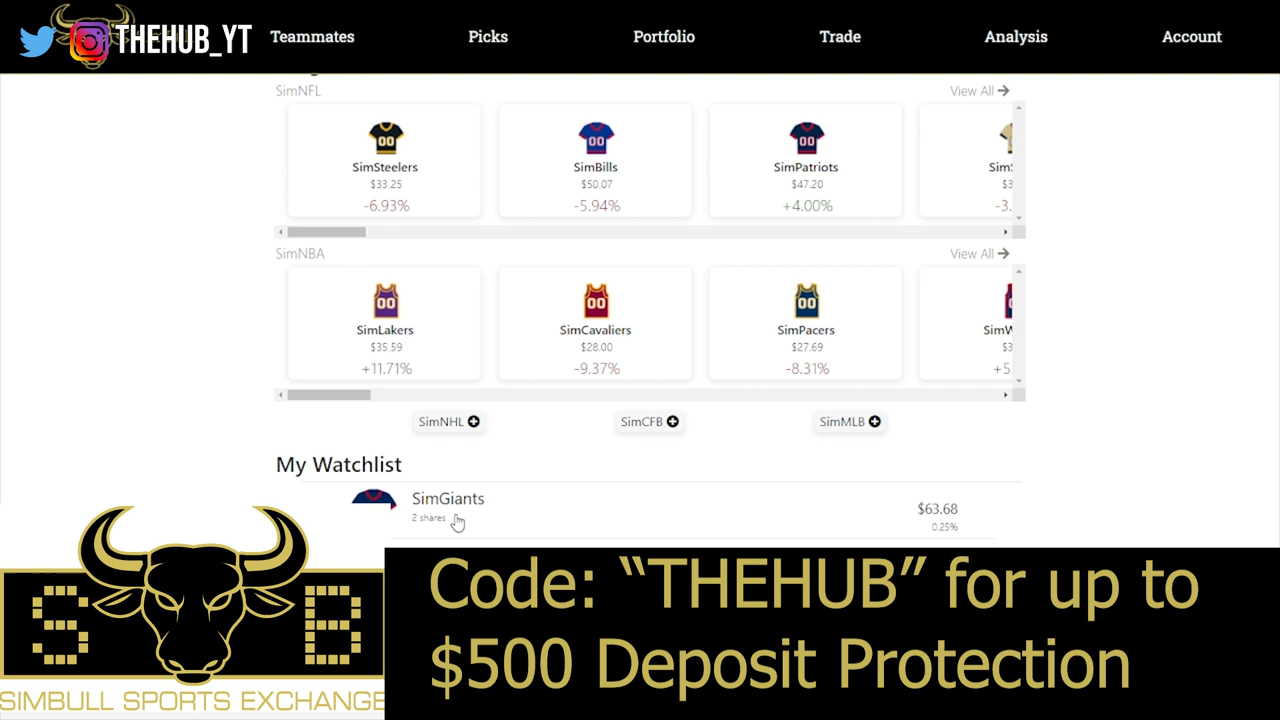 THEHUB_YT
Teammates
Picks
Portfolio
Trade
Analysis
Account
SimNFL
View All
00
SimSteelers
$33.25
-6.93%
00
SimBills
$50.07
-5.94%
00
SimPatriots
$47.20
+4.00%
SimNBA
View All
00
SimLakers
$35.59
+11.71%
00
SimCavaliers
$28.00
-9.37%
00
SimPacers
$27.69
-8.31%
SimNHL
SimCFB
SimMLB
My Watchlist
SimGiants
2 shares
$63.68
0.25%
S B
SIMBULL SPORTS EXCHANGE
Code: “THEHUB” for up to
$500 Deposit Protection